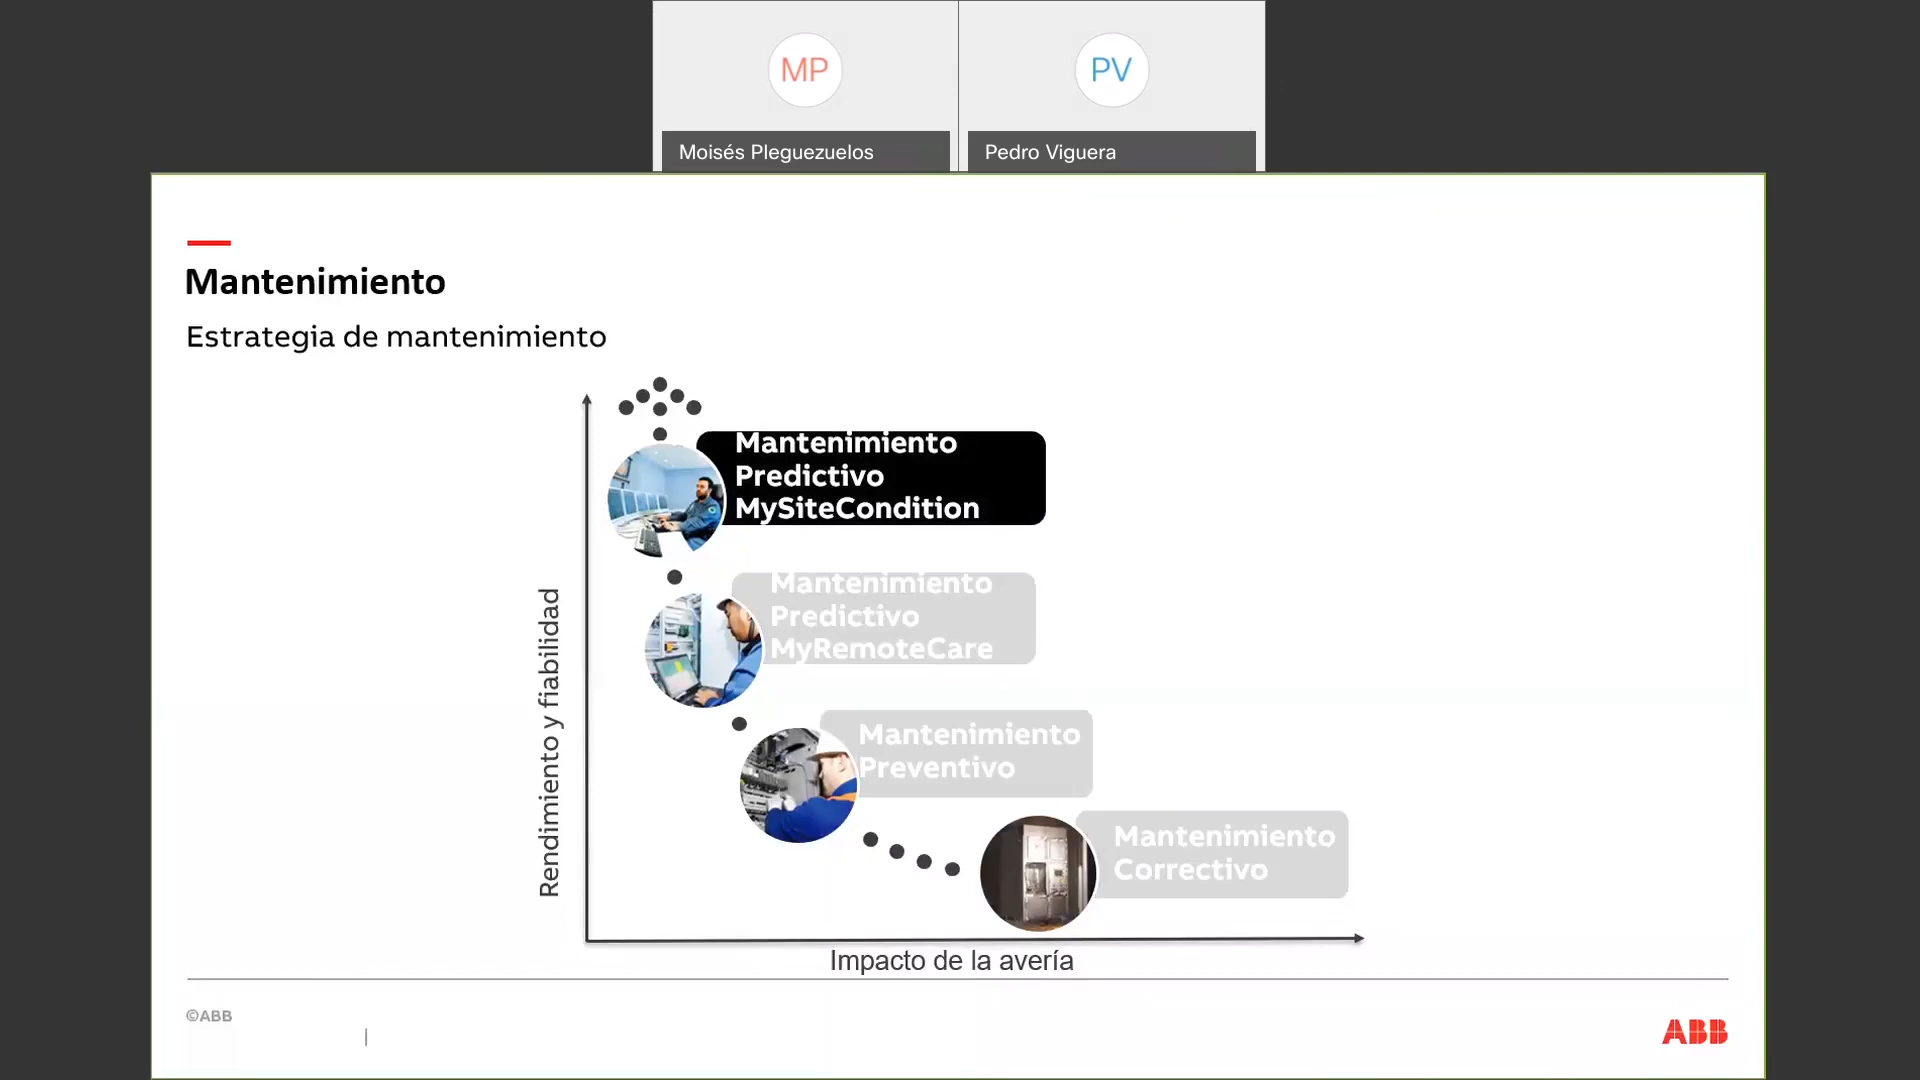 MP
PV
Moisés Pleguezuelos
Pedro Viguera
Mantenimiento
Estrategia de mantenimiento
Mantenimiento
Predictivo
MySiteCondition
Mantenimiento
Predictivo
MyRemoteCare
Mantenimiento
Preventivo
Mantenimiento
Correctivo
Rendimiento y fiabilidad
Impacto de la avería
©ABB
|
ABB